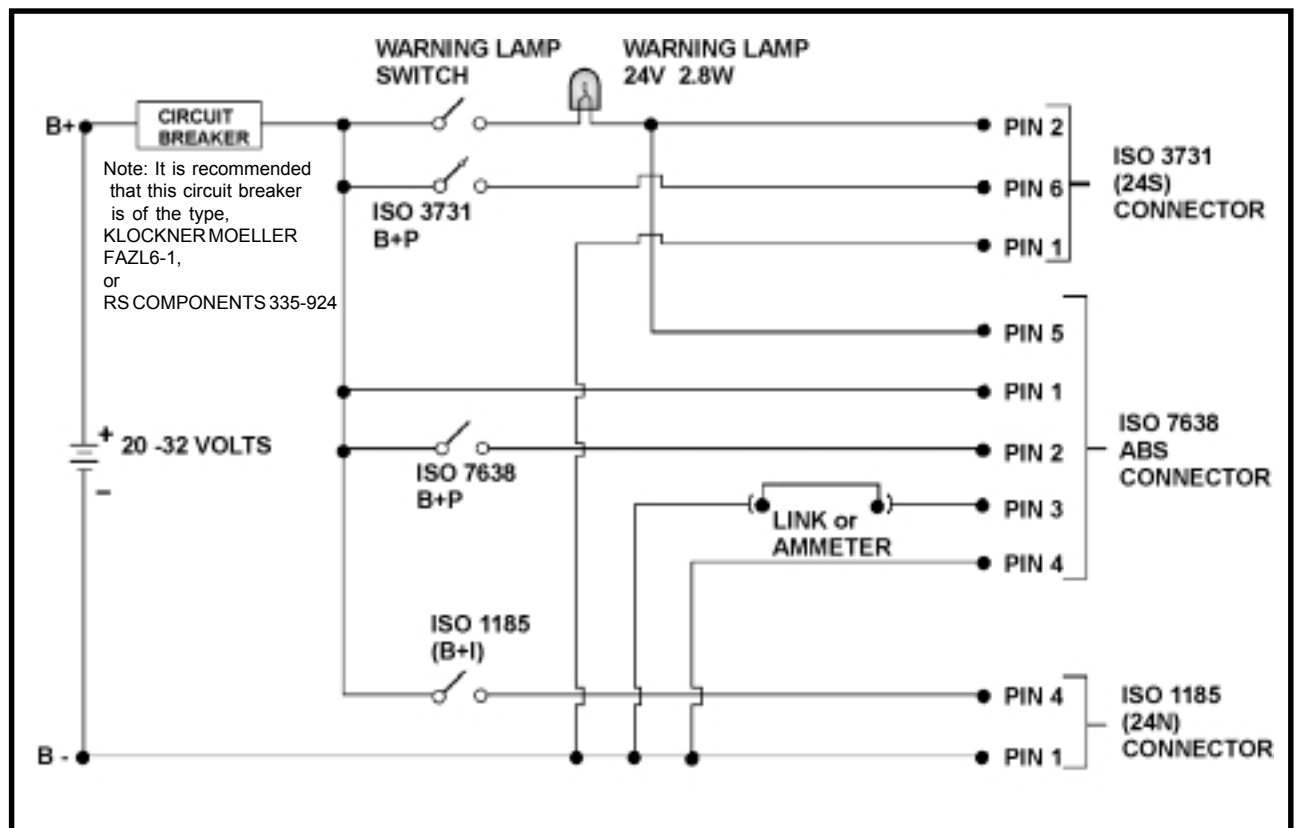 WARNING LAMP
SWITCH
WARNING LAMP
24V 2.8W
B+
CIRCUIT
BREAKER
Note: It is recommended
that this circuit breaker
is of the type,
KLOCKNER MOELLER
FAZL6-1,
or
RS COMPONENTS 335-924
ISO 3731
B+P
PIN 2
PIN 6
PIN 1
ISO 3731
(24S)
CONNECTOR
PIN 5
PIN 1
PIN 2
PIN 3
PIN 4
ISO 7638
ABS
CONNECTOR
+
20 -32 VOLTS
-
ISO 7638
B+P
LINK or
AMMETER
ISO 1185
(B+I)
PIN 4
PIN 1
ISO 1185
(24N)
CONNECTOR
B -